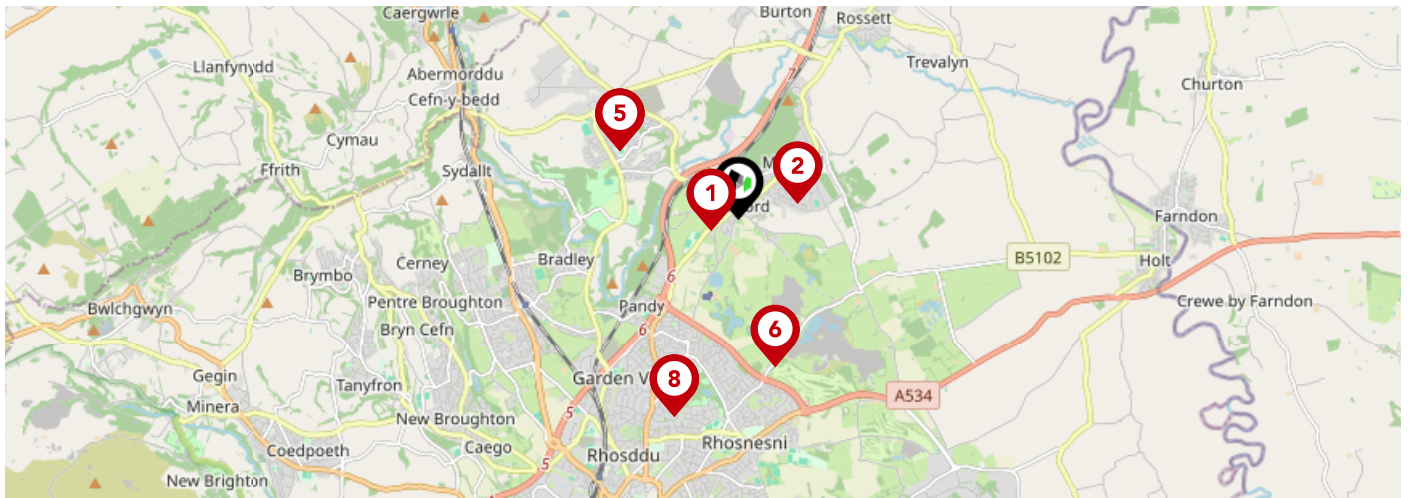 Caergwrle
Burton
Rossett
Llanfynydd
Abermorddu
7
Trevalyn
Churton
Cefn-y-bedd
5
Cymau
Ffrith
Sydallt
M
2
1
ord
Farndon
Brymbo
Cerney
Bradley
B5102
Holt
6
Bwlchgwyn
Pentre Broughton
Pandy
Crewe by Farndon
Bryn Cefn
6
6
Gegin
Tanyfron
Garden V
8
A534
Minera
New Broughton
5
Coedpoeth
Caego
Rhosddu
Rhosnesni
5
New Brighton